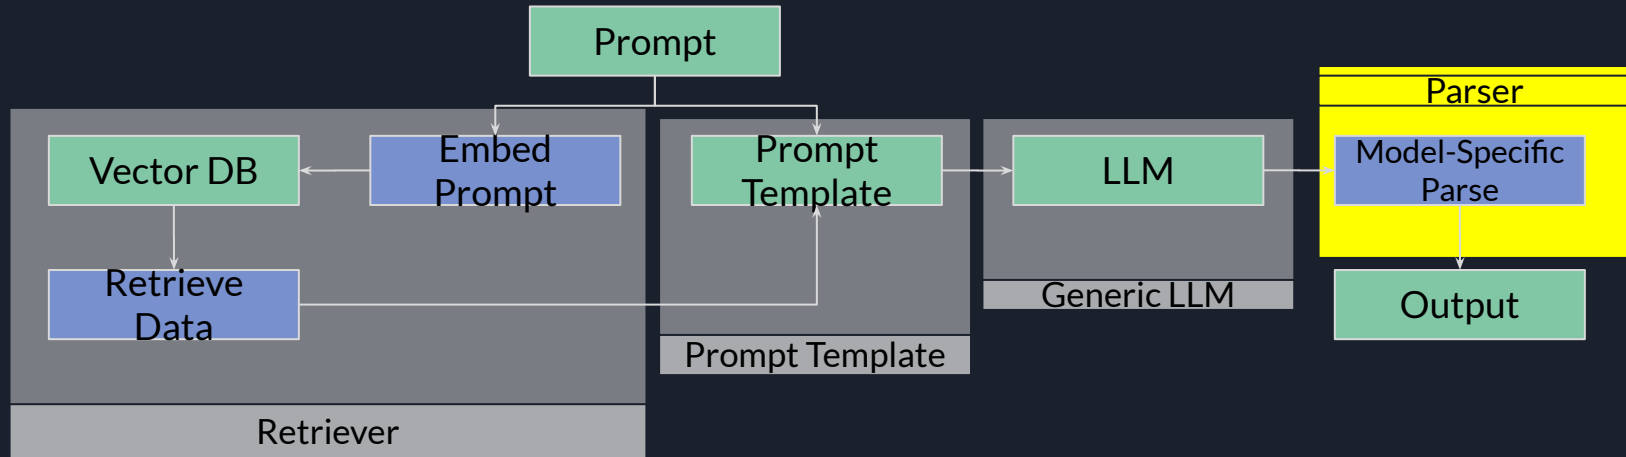 Prompt
Parser
Vector DB
Embed
Prompt
Prompt
Template
LLM
Model-Specific
Parse
Retrieve
Data
Generic LLM
Output
Prompt Template
Retriever